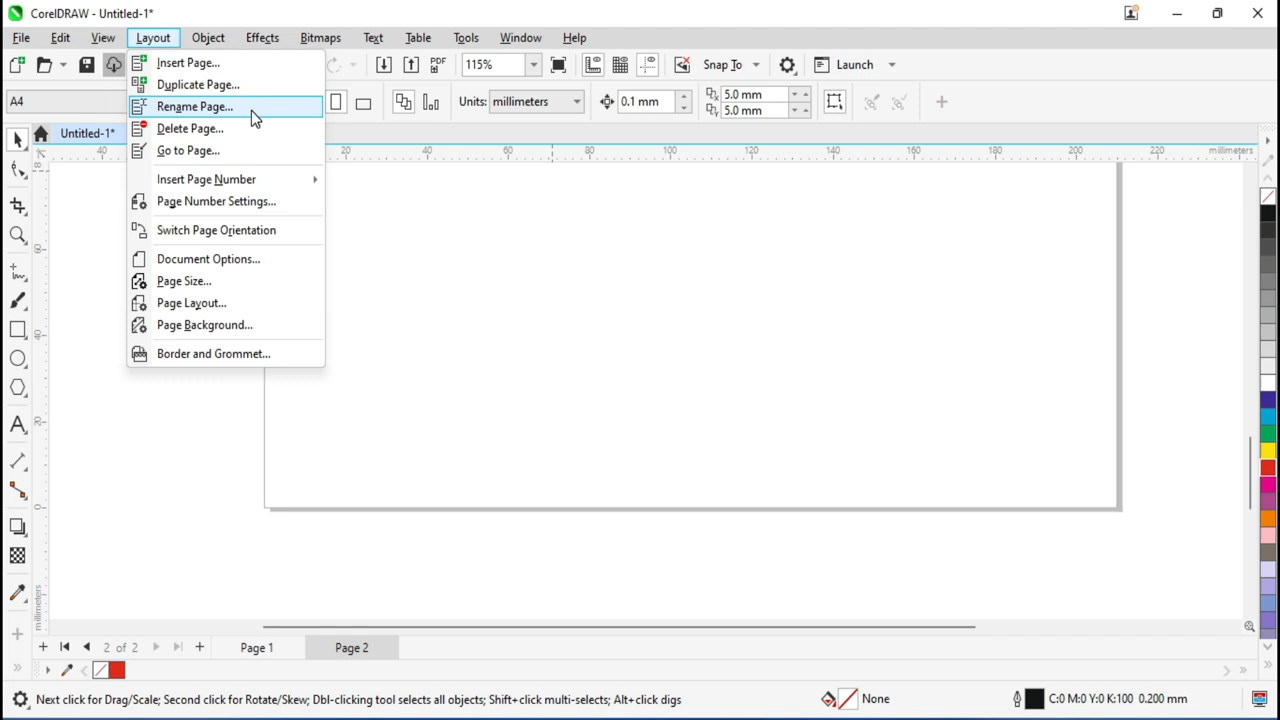 CorelDRAW - Untitled-1*
File Edit View Layout Object Effects Bitmaps Text Table Tools Window Help
PDF 115% Snap To Launch
A4 Units: millimeters 0.1 mm 5.0 mm
5.0 mm
Insert Page...
Duplicate Page...
Rename Page...
Delete Page...
Go to Page...
Insert Page Number
Page Number Settings...
Switch Page Orientation
Document Options...
Page Size...
Page Layout...
Page Background...
Border and Grommet...
Untitled-1*
40 20 40 60 80 100 120 140 160 180 200 220 millimeters
60
40
20
0
millimeters
2 of 2 Page 1 Page 2
Next click for Drag/Scale; Second click for Rotate/Skew; Dbl-clicking tool selects all objects; Shift+click multi-selects; Alt+click digs None C:0 M:0 Y:0 K:100 0.200 mm